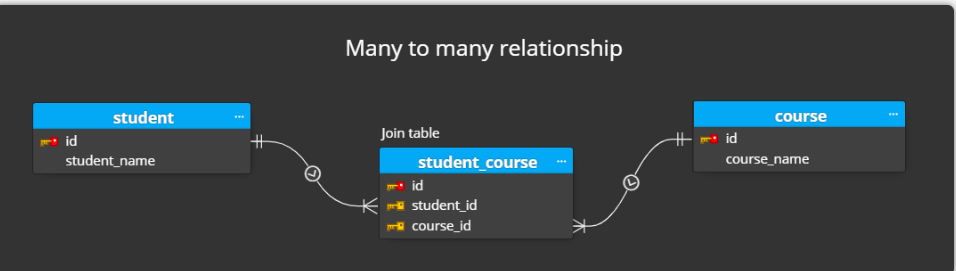 Many to many relationship
student ...
id
student_name
Join table
student_course ...
id
student_id
course_id
course ...
id
course_name